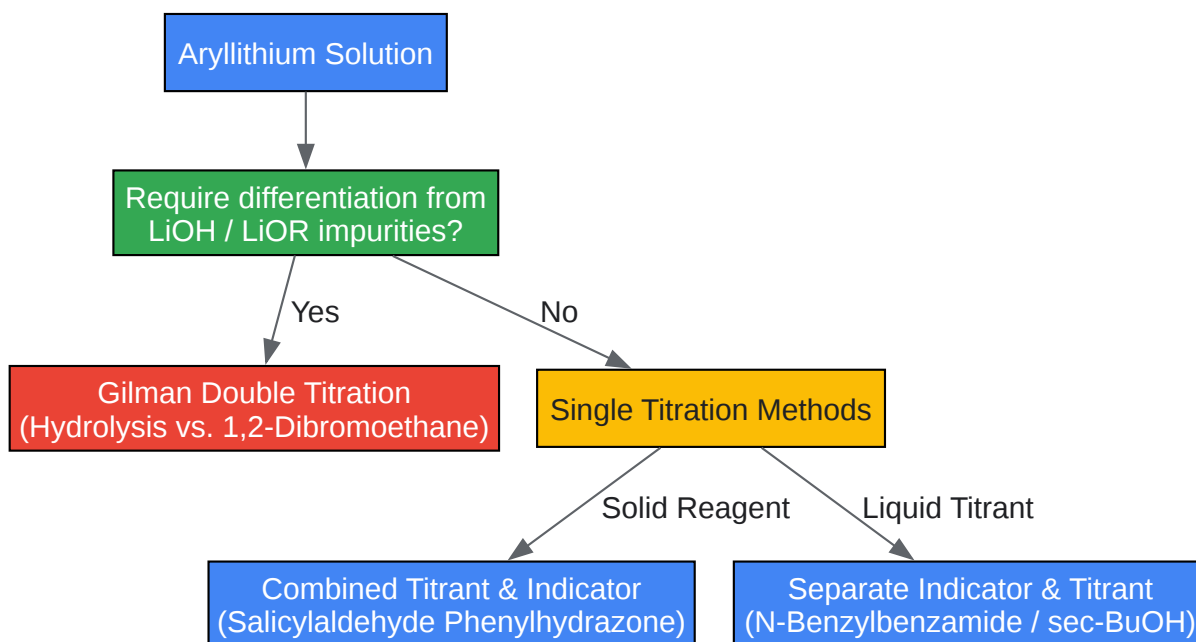 Aryllithium Solution
Require differentiation from
LiOH / LiOR impurities?
Yes
No
Gilman Double Titration
(Hydrolysis vs. 1,2-Dibromoethane)
Single Titration Methods
Solid Reagent
Liquid Titrant
Combined Titrant & Indicator
(Salicylaldehyde Phenylhydrazone)
Separate Indicator & Titrant
(N-Benzylbenzamide / sec-BuOH)